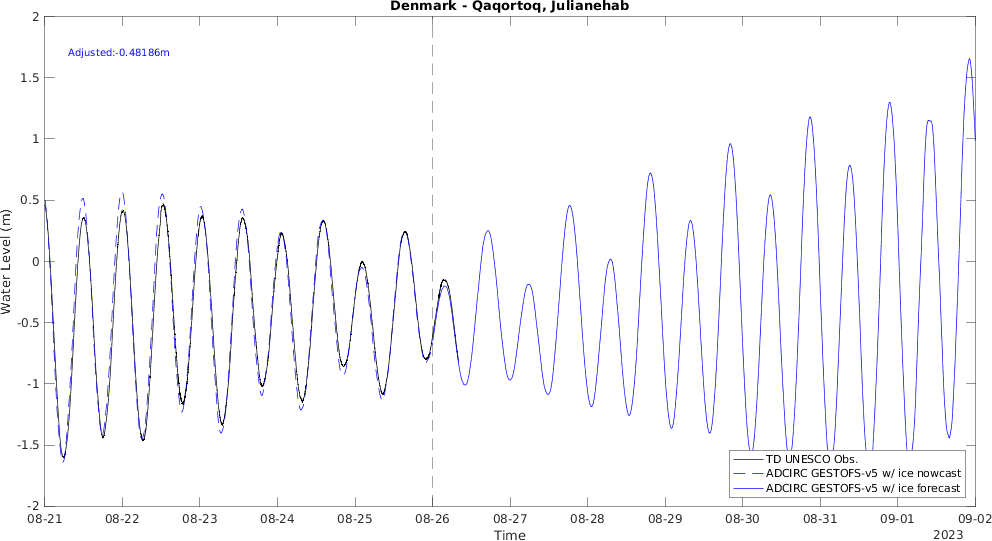 Denmark - Qaqortoq, Julianehab
Adjusted:-0.48186m
2
1.5
1
0.5
0
-0.5
-1
-1.5
-2
Water Level (m)
TD UNESCO Obs.
ADCIRC GESTOFS-v5 w/ ice nowcast
ADCIRC GESTOFS-v5 w/ ice forecast
08-21 08-22 08-23 08-24 08-25 08-26 08-27 08-28 08-29 08-30 08-31 09-01 09-02
Time
2023